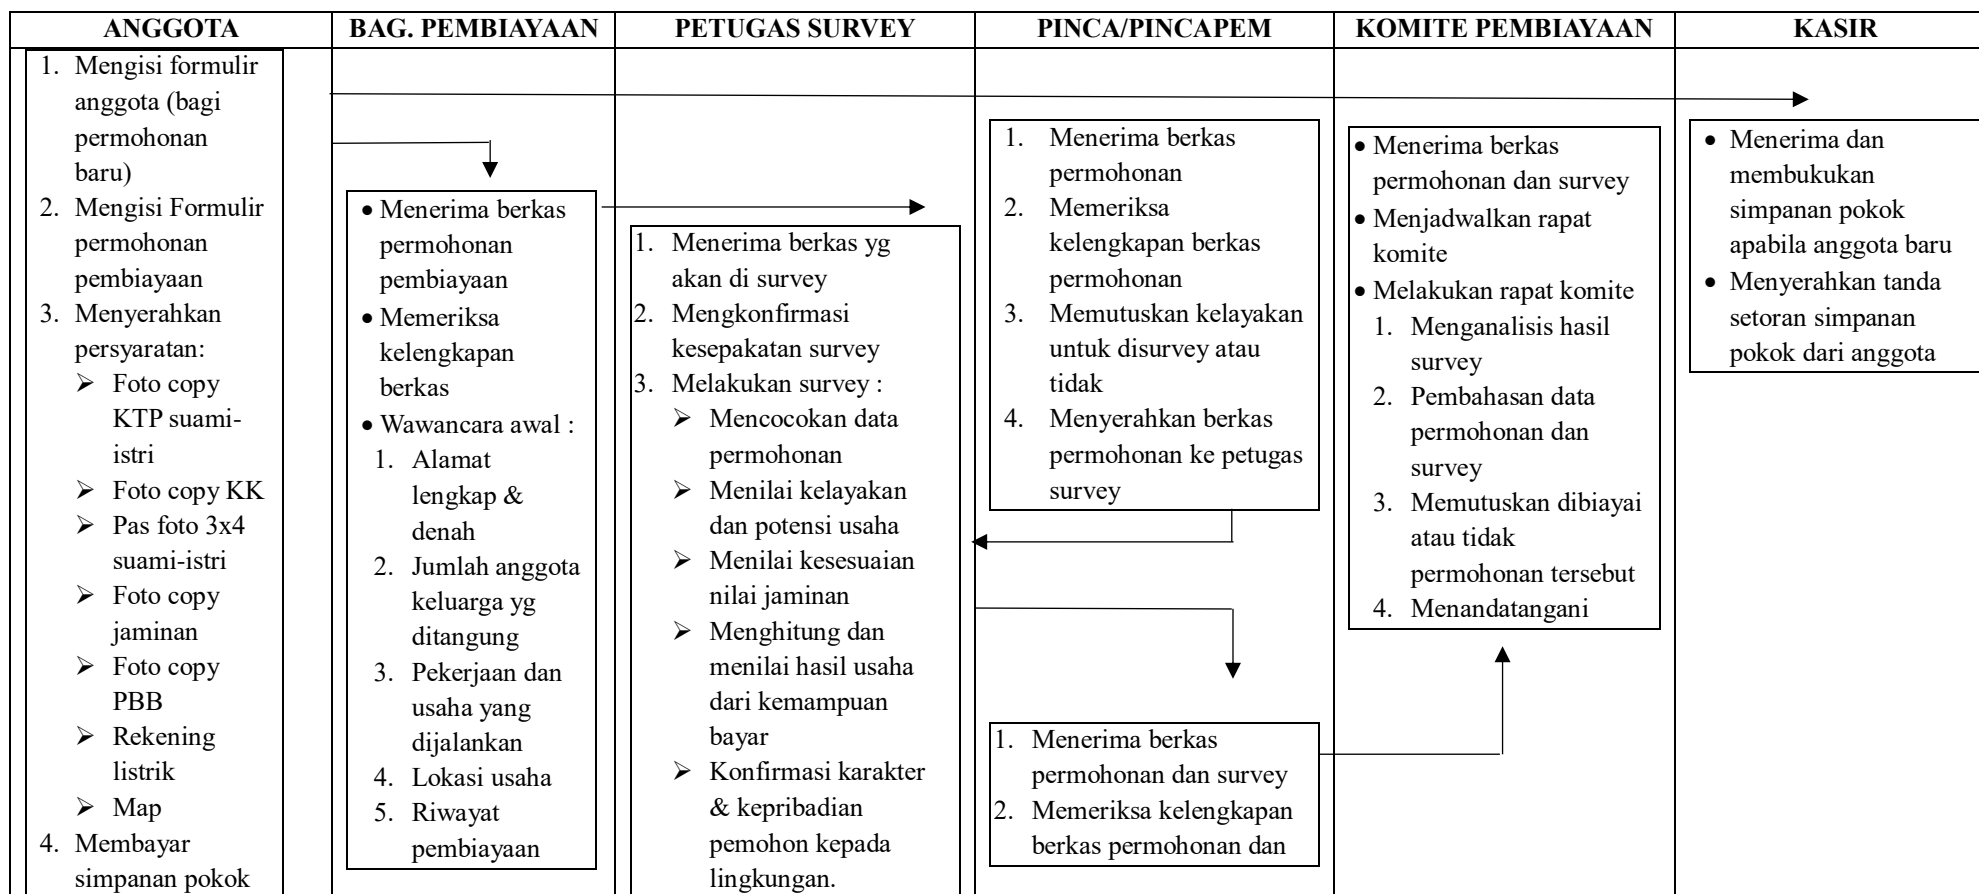 ANGGOTA
BAG. PEMBIAYAAN
PETUGAS SURVEY
PINCA/PINCAPEM
KOMITE PEMBIAYAAN
KASIR
1. Mengisi formulir
anggota (bagi
permohonan
baru)
2. Mengisi Formulir
permohonan
pembiayaan
3. Menyerahkan
persyaratan:
➢ Foto copy
KTP suami-
istri
➢ Foto copy KK
➢ Pas foto 3x4
suami-istri
➢ Foto copy
jaminan
➢ Foto copy
PBB
➢ Rekening
listrik
➢ Map
4. Membayar
simpanan pokok
• Menerima berkas
permohonan
pembiayaan
• Memeriksa
kelengkapan
berkas
• Wawancara awal :
1. Alamat
lengkap &
denah
2. Jumlah anggota
keluarga yg
ditangung
3. Pekerjaan dan
usaha yang
dijalankan
4. Lokasi usaha
5. Riwayat
pembiayaan
1. Menerima berkas yg
akan di survey
2. Mengkonfirmasi
kesepakatan survey
3. Melakukan survey :
➢ Mencocokan data
permohonan
➢ Menilai kelayakan
dan potensi usaha
➢ Menilai kesesuaian
nilai jaminan
➢ Menghitung dan
menilai hasil usaha
dari kemampuan
bayar
➢ Konfirmasi karakter
& kepribadian
pemohon kepada
lingkungan.
1. Menerima berkas
permohonan
2. Memeriksa
kelengkapan berkas
permohonan
3. Memutuskan kelayakan
untuk disurvey atau
tidak
4. Menyerahkan berkas
permohonan ke petugas
survey
1. Menerima berkas
permohonan dan survey
2. Memeriksa kelengkapan
berkas permohonan dan
• Menerima berkas
permohonan dan survey
• Menjadwalkan rapat
komite
• Melakukan rapat komite
1. Menganalisis hasil
survey
2. Pembahasan data
permohonan dan
survey
3. Memutuskan dibiayai
atau tidak
permohonan tersebut
4. Menandatangani
• Menerima dan
membukukan
simpanan pokok
apabila anggota baru
• Menyerahkan tanda
setoran simpanan
pokok dari anggota